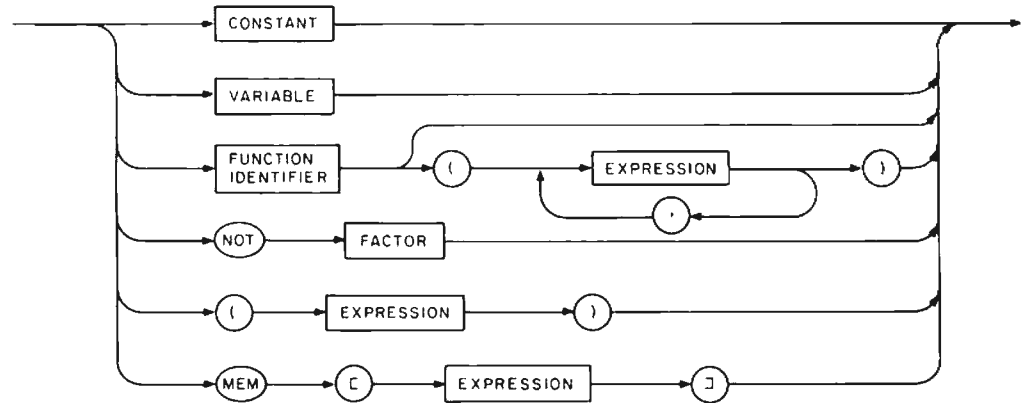 CONSTANT
VARIABLE
FUNCTION
IDENTIFIER
( EXPRESSION )
,
NOT FACTOR
( EXPRESSION )
MEM [ EXPRESSION ]